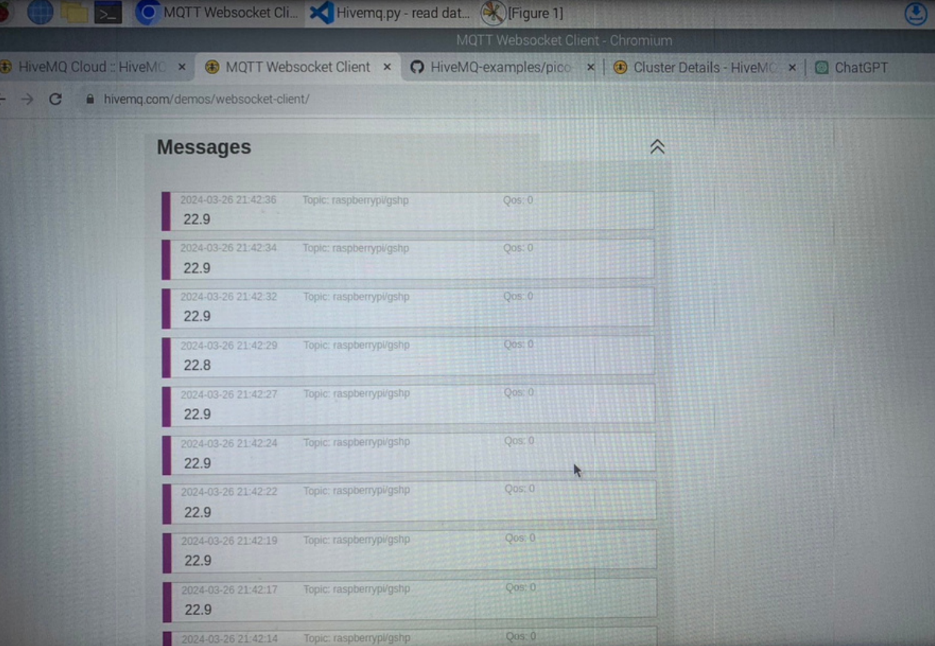 MQTT Websocket Cli... Hivemq.py - read dat... [Figure 1]
MQTT Websocket Client - Chromium
HiveMQ Cloud :: HiveMQ × MQTT Websocket Client × HiveMQ-examples/pico × Cluster Details - HiveMQ × ChatGPT
hivemq.com/demos/websocket-client/
Messages
2024-03-26 21:42:36 Topic: raspberrypi/gshp Qos: 0
22.9
2024-03-26 21:42:34 Topic: raspberrypi/gshp Qos: 0
22.9
2024-03-26 21:42:32 Topic: raspberrypi/gshp Qos: 0
22.9
2024-03-26 21:42:29 Topic: raspberrypi/gshp Qos: 0
22.8
2024-03-26 21:42:27 Topic: raspberrypi/gshp Qos: 0
22.9
2024-03-26 21:42:24 Topic: raspberrypi/gshp Qos: 0
22.9
2024-03-26 21:42:22 Topic: raspberrypi/gshp Qos: 0
22.9
2024-03-26 21:42:19 Topic: raspberrypi/gshp Qos: 0
22.9
2024-03-26 21:42:17 Topic: raspberrypi/gshp Qos: 0
22.9
2024-03-26 21:42:14 Topic: raspberrypi/gshp Qos: 0